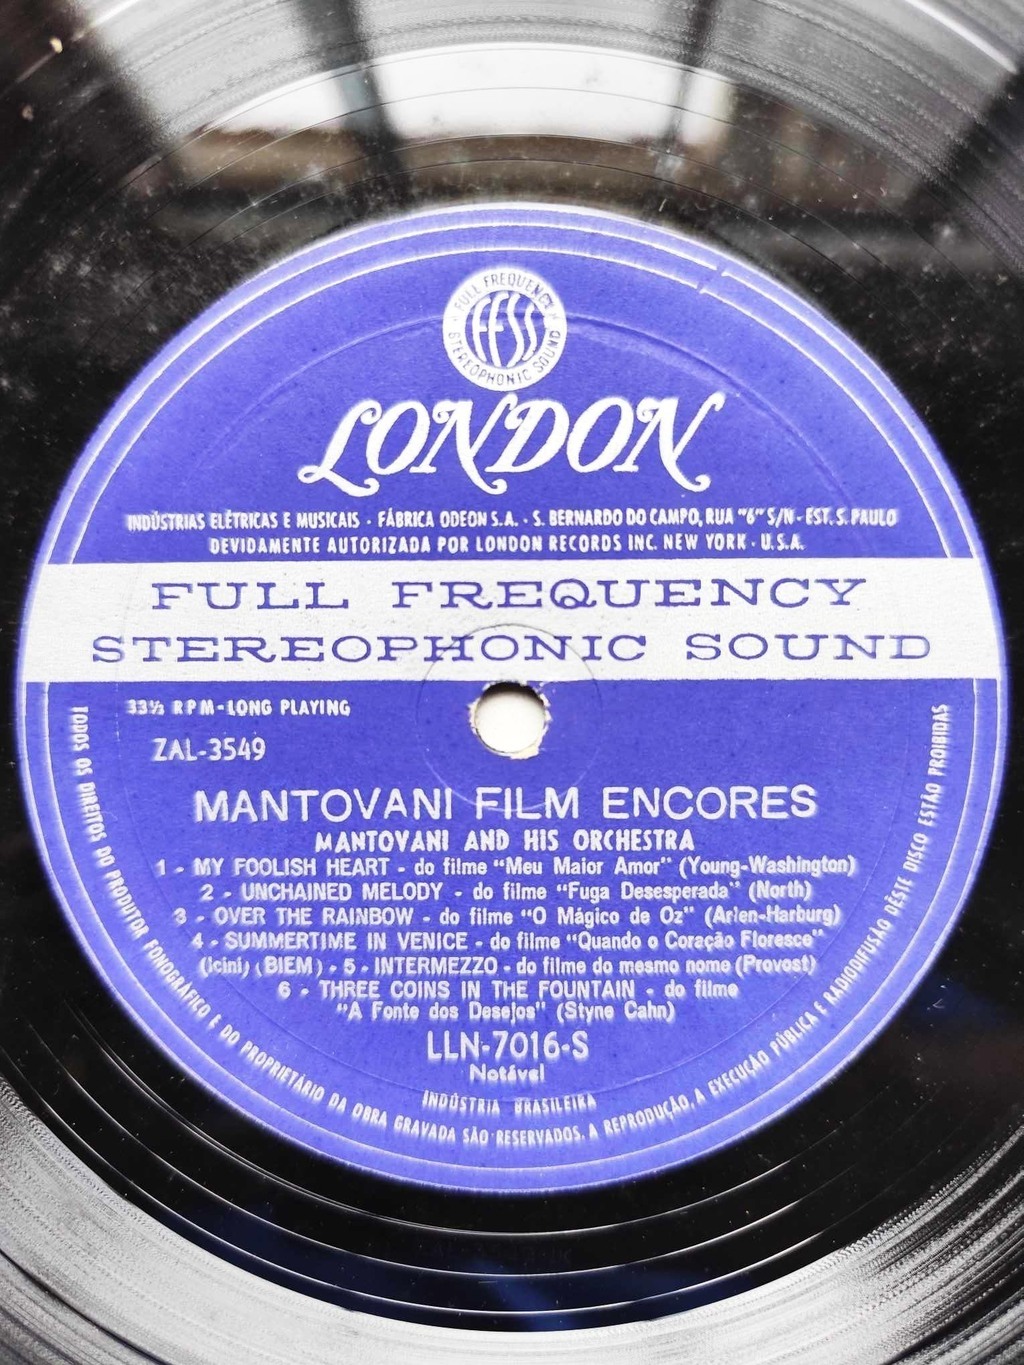 FULL FREQUENCY
FFSS
STEREOPHONIC SOUND
LONDON
INDÚSTRIAS ELÉTRICAS E MUSICAIS · FÁBRICA ODEON S.A. · S. BERNARDO DO CAMPO, RUA "6" S/N - EST. S. PAULO
DEVIDAMENTE AUTORIZADA POR LONDON RECORDS INC. NEW YORK · U.S.A.
FULL FREQUENCY
STEREOPHONIC SOUND
33⅓ RPM-LONG PLAYING
ZAL-3549
MANTOVANI FILM ENCORES
MANTOVANI AND HIS ORCHESTRA
1 - MY FOOLISH HEART - do filme "Meu Maior Amor" (Young-Washington)
2 - UNCHAINED MELODY - do filme "Fuga Desesperada" (North)
3 - OVER THE RAINBOW - do filme "O Mágico de Oz" (Arlen-Harburg)
4 - SUMMERTIME IN VENICE - do filme "Quando o Coração Floresce"
(Icini) (BIEM) - 5 - INTERMEZZO - do filme do mesmo nome (Provost)
6 - THREE COINS IN THE FOUNTAIN - do filme
"A Fonte dos Desejos" (Styne Cahn)
LLN-7016-S
Notável
INDÚSTRIA BRASILEIRA
TODOS OS DIREITOS DO PRODUTOR FONOGRÁFICO E DO PROPRIETÁRIO DA OBRA GRAVADA SÃO RESERVADOS. A REPRODUÇÃO, A EXECUÇÃO PÚBLICA E RADIODIFUSÃO DÊSTE DISCO ESTÃO PROIBIDAS